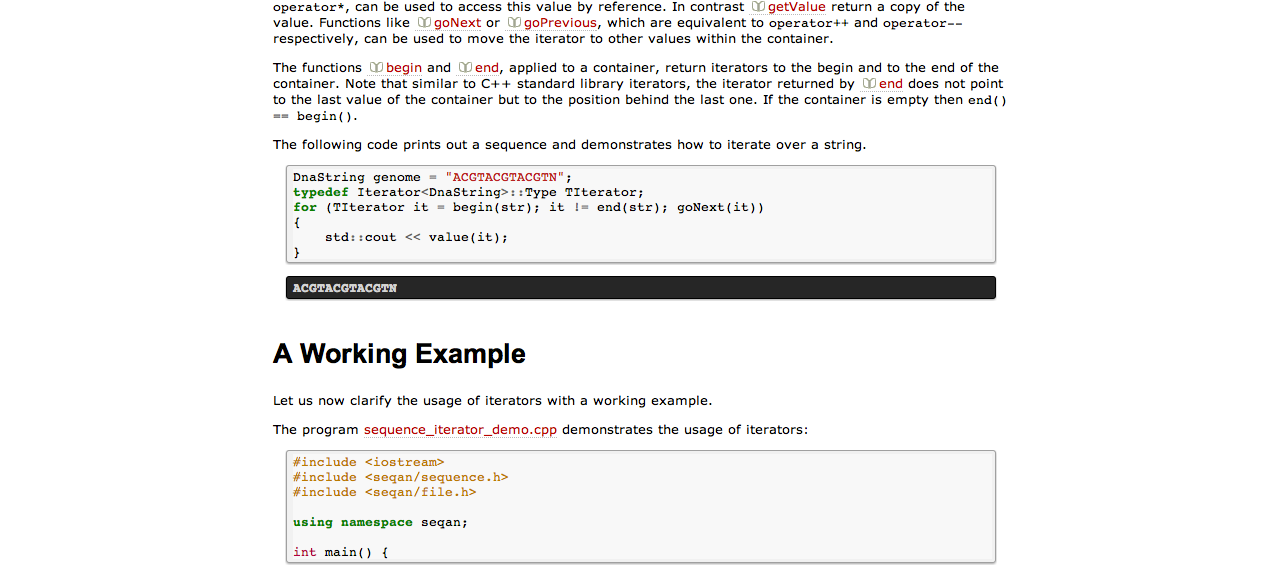 operator*, can be used to access this value by reference. In contrast getValue return a copy of the
value. Functions like goNext or goPrevious, which are equivalent to operator++ and operator--
respectively, can be used to move the iterator to other values within the container.
The functions begin and end, applied to a container, return iterators to the begin and to the end of the
container. Note that similar to C++ standard library iterators, the iterator returned by end does not point
to the last value of the container but to the position behind the last one. If the container is empty then end()
== begin().
The following code prints out a sequence and demonstrates how to iterate over a string.
DnaString genome = "ACGTACGTACGTN";
typedef Iterator<DnaString>::Type TIterator;
for (TIterator it = begin(str); it != end(str); goNext(it))
{
    std::cout << value(it);
}
ACGTACGTACGTN
A Working Example
Let us now clarify the usage of iterators with a working example.
The program sequence_iterator_demo.cpp demonstrates the usage of iterators:
#include <iostream>
#include <seqan/sequence.h>
#include <seqan/file.h>
using namespace seqan;
int main() {